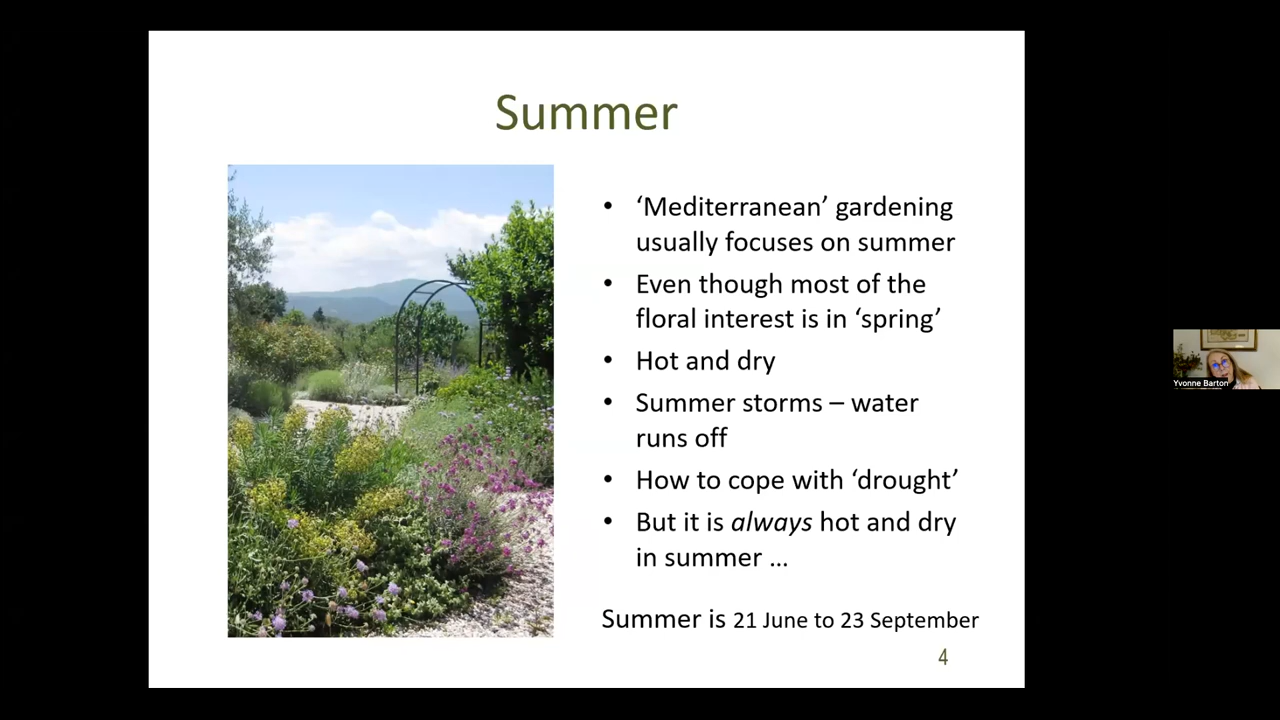 Summer
• ‘Mediterranean’ gardening
usually focuses on summer
• Even though most of the
floral interest is in ‘spring’
• Hot and dry
• Summer storms – water
runs off
• How to cope with ‘drought’
• But it is always hot and dry
in summer ...
Summer is 21 June to 23 September
4
Yvonne Barton